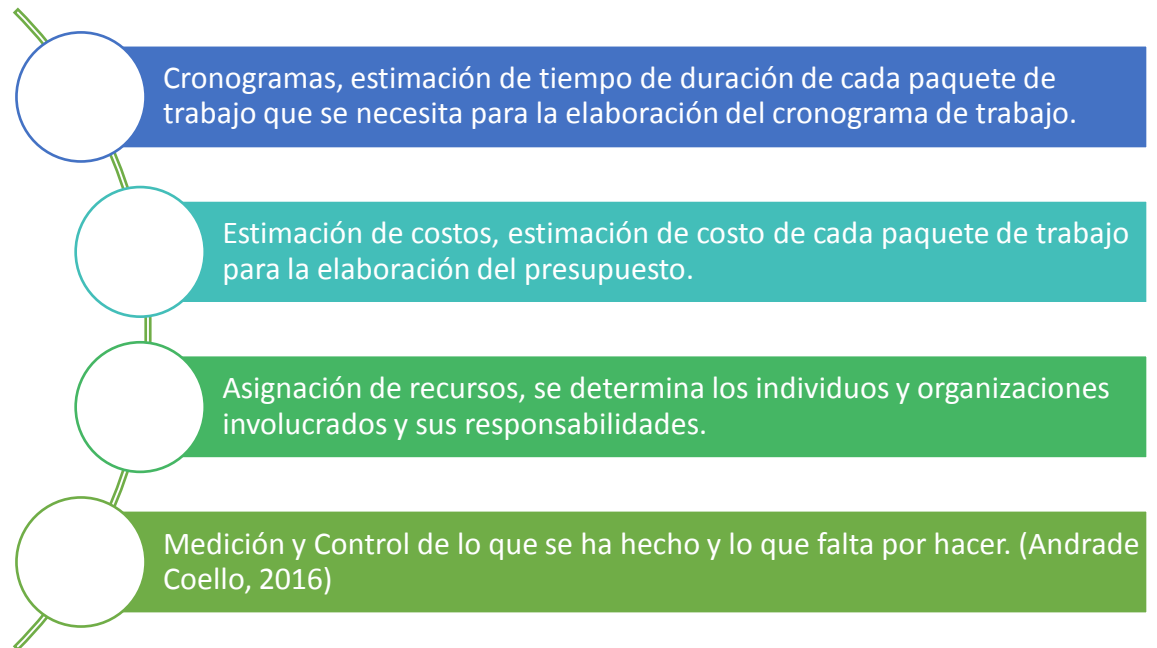 Cronogramas, estimación de tiempo de duración de cada paquete de
trabajo que se necesita para la elaboración del cronograma de trabajo.
Estimación de costos, estimación de costo de cada paquete de trabajo
para la elaboración del presupuesto.
Asignación de recursos, se determina los individuos y organizaciones
involucrados y sus responsabilidades.
Medición y Control de lo que se ha hecho y lo que falta por hacer. (Andrade
Coello, 2016)